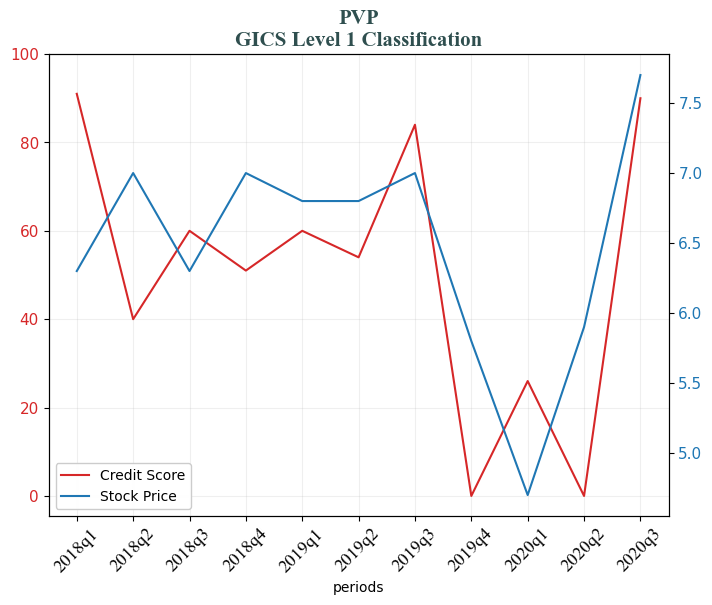 PVP
GICS Level 1 Classification
100
80
60
40
20
0
7.5
7.0
6.5
6.0
5.5
5.0
Credit Score
Stock Price
2018q1
2018q2
2018q3
2018q4
2019q1
2019q2
2019q3
2019q4
2020q1
2020q2
2020q3
periods